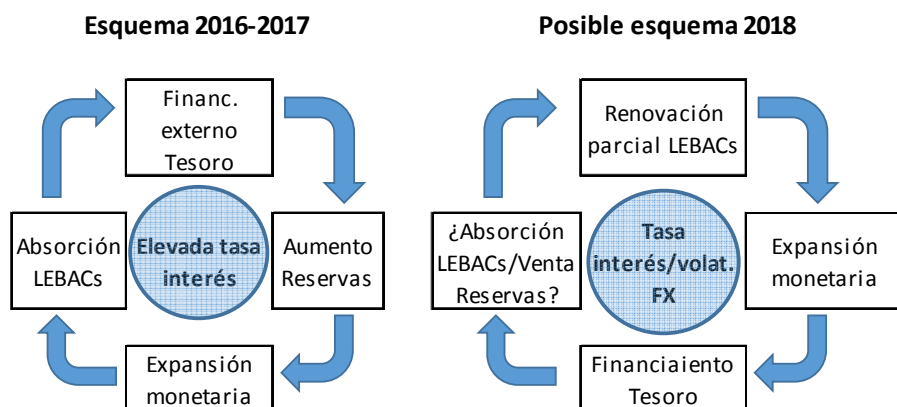 Esquema 2016-2017
Financ.
externo
Tesoro
Aumento
Reservas
Expansión
monetaria
Absorción
LEBACs
Elevada tasa
interés
Posible esquema 2018
Renovación
parcial LEBACs
Expansión
monetaria
Financiaiento
Tesoro
¿Absorción
LEBACs/Venta
Reservas?
Tasa
interés/volat.
FX